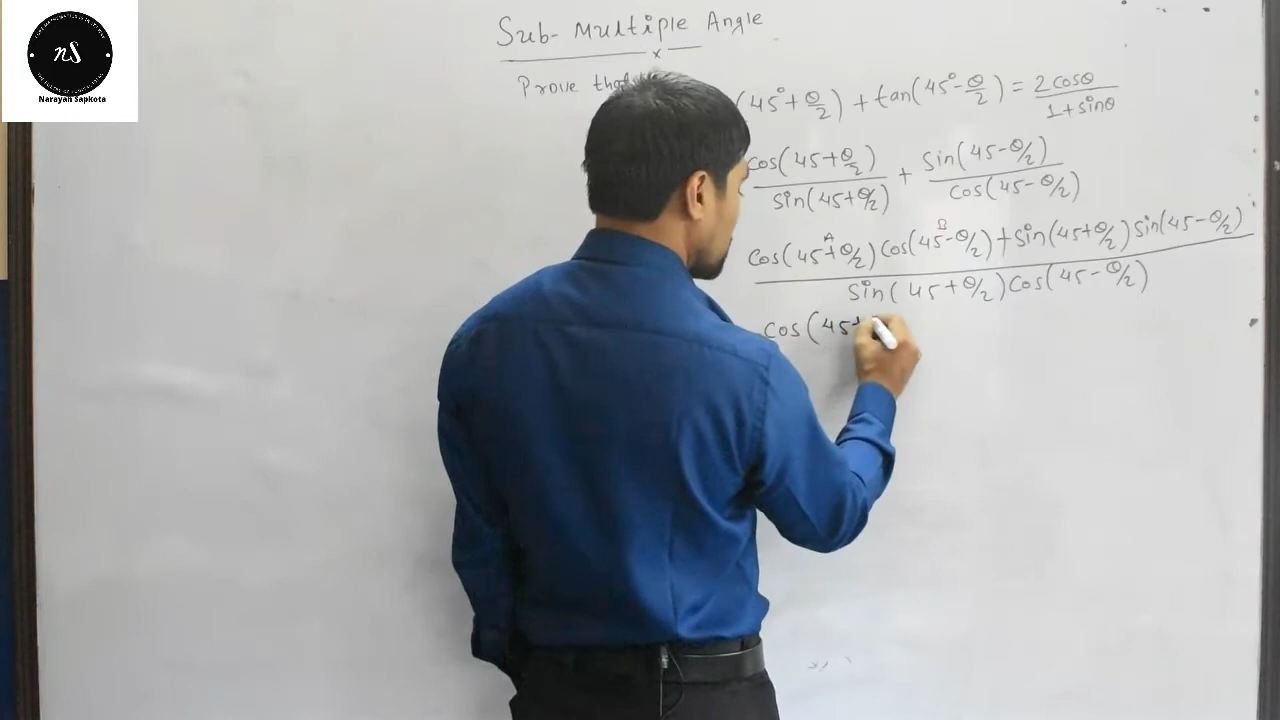 nS
Narayan Sapkota
Sub-Multiple Angle
x
Prove that
(45°+θ/2)+tan(45°-θ/2)=2cosθ/1+sinθ
cos(45+θ/2)/sin(45+θ/2) + sin(45-θ/2)/cos(45-θ/2)
A B
cos(45+θ/2)cos(45-θ/2)+sin(45+θ/2)sin(45-θ/2)
sin(45+θ/2)cos(45-θ/2)
cos(45+